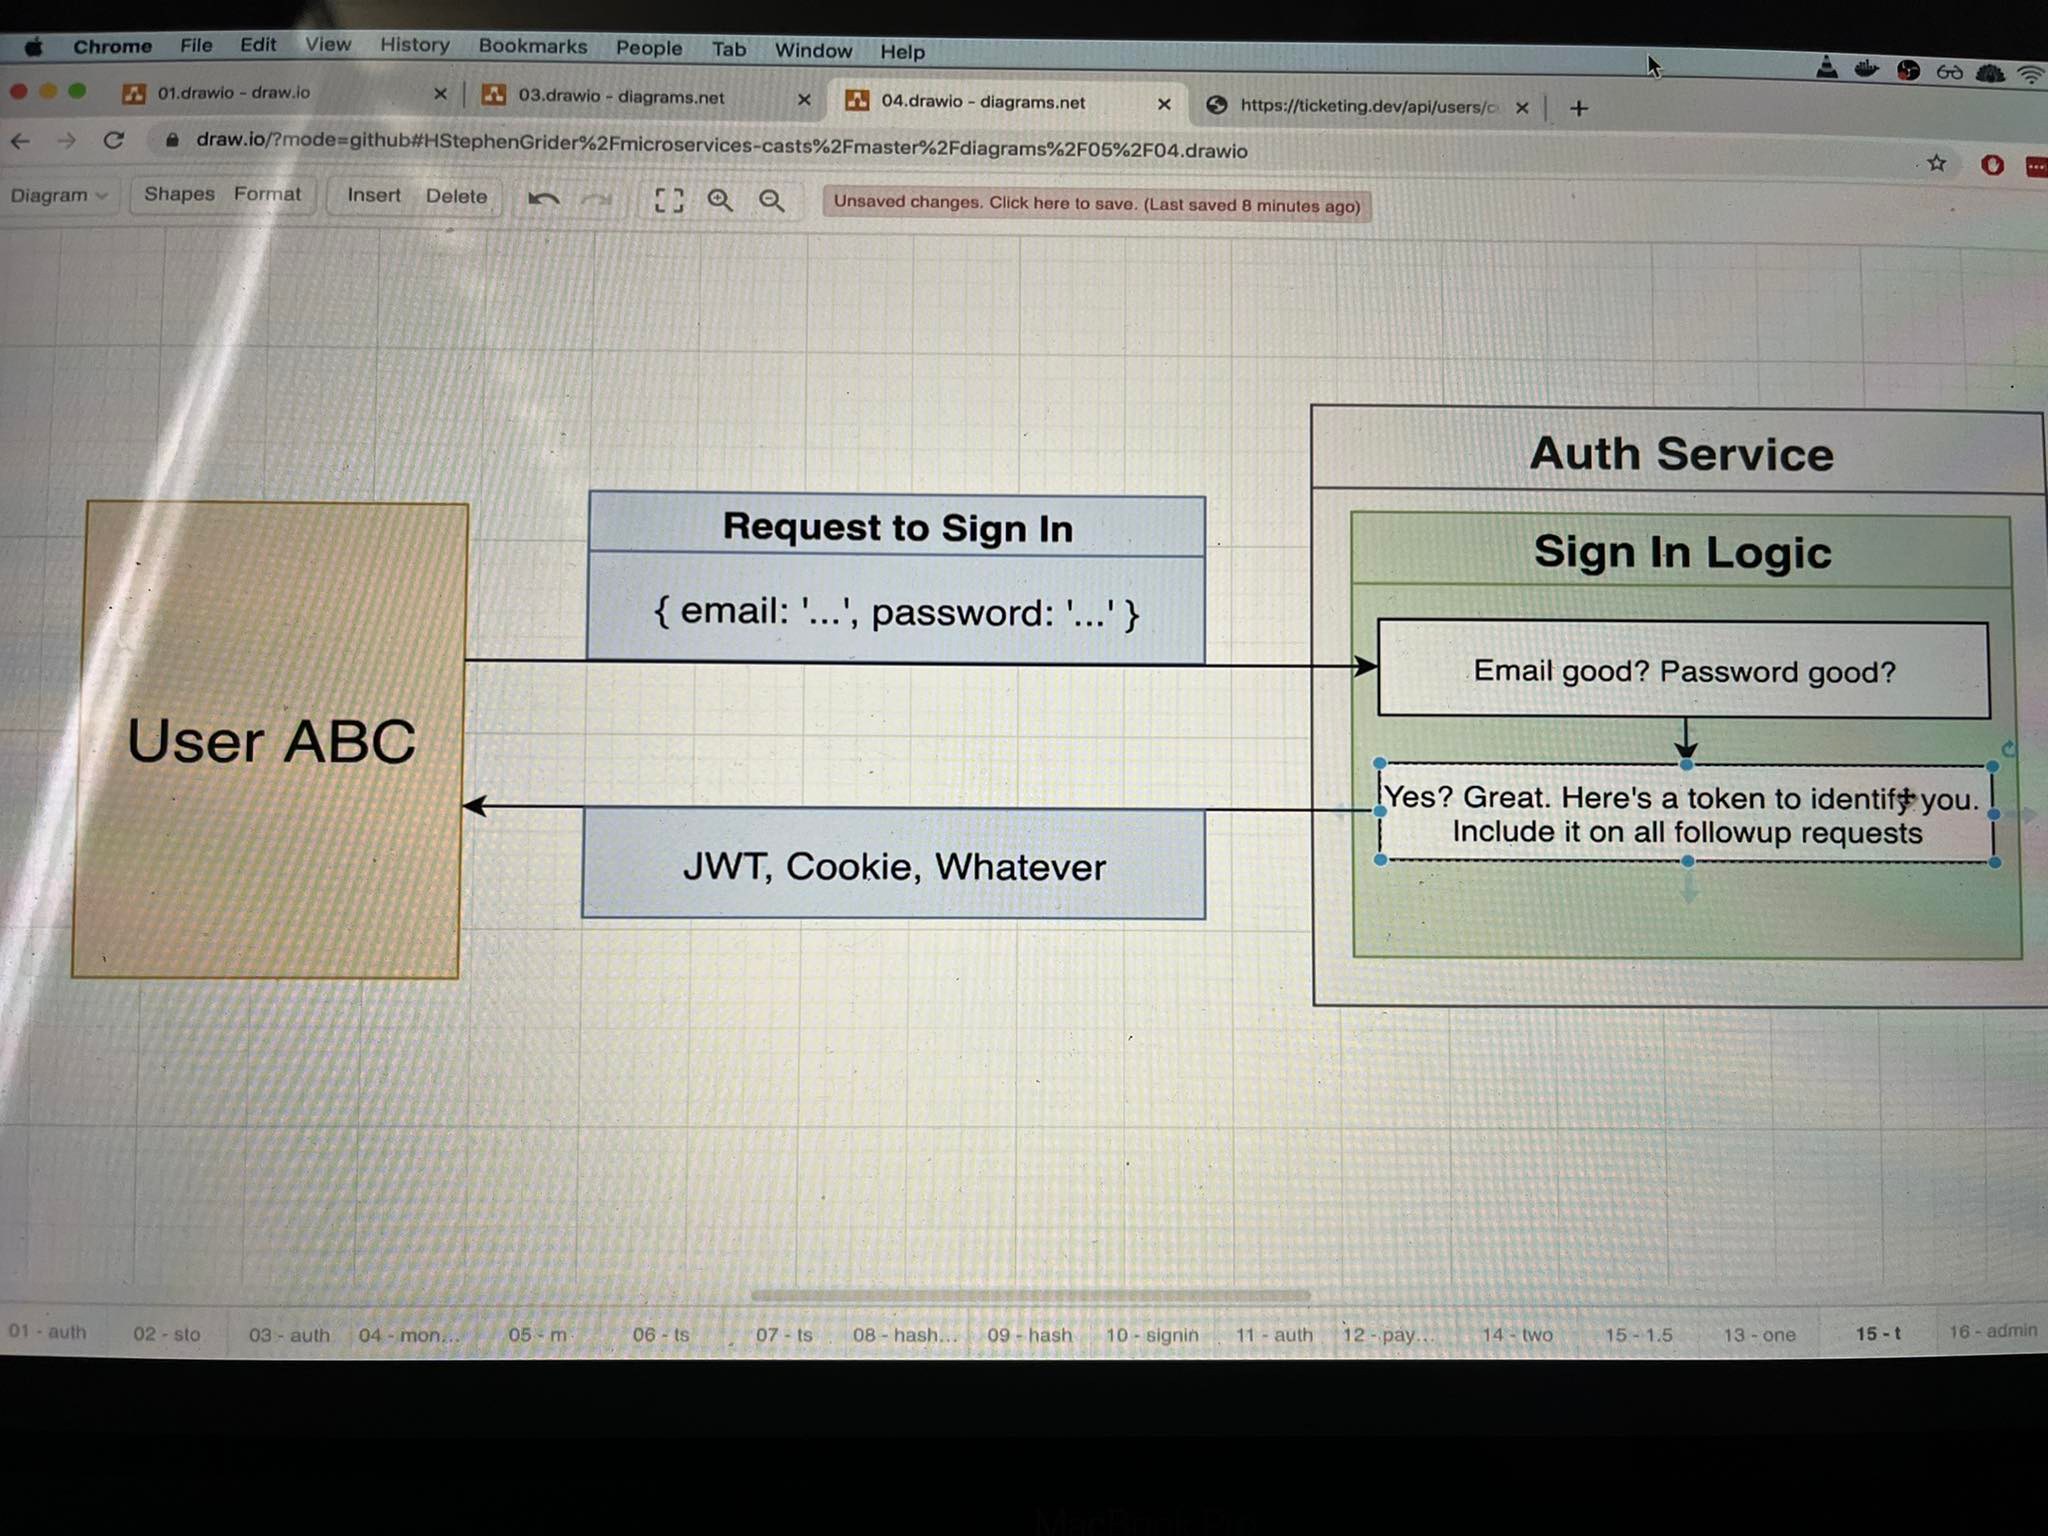 Chrome File Edit View History Bookmarks People Tab Window Help
01.drawio - draw.io
03.drawio - diagrams.net
04.drawio - diagrams.net
https://ticketing.dev/api/users/c
draw.io/?mode=github#HStephenGrider%2Fmicroservices-casts%2Fmaster%2Fdiagrams%2F05%2F04.drawio
Diagram Shapes Format Insert Delete
Unsaved changes. Click here to save. (Last saved 8 minutes ago)
User ABC
Request to Sign In
{ email: '...', password: '...' }
JWT, Cookie, Whatever
Auth Service
Sign In Logic
Email good? Password good?
Yes? Great. Here's a token to identify you.
Include it on all followup requests
01 - auth 02 - sto 03 - auth 04 - mon... 05 - m 06 - ts 07 - ts 08 - hash... 09 - hash 10 - signin 11 - auth 12 - pay... 14 - two 15 - 1.5 13 - one 15 - t 16 - admin
MacBook Pro